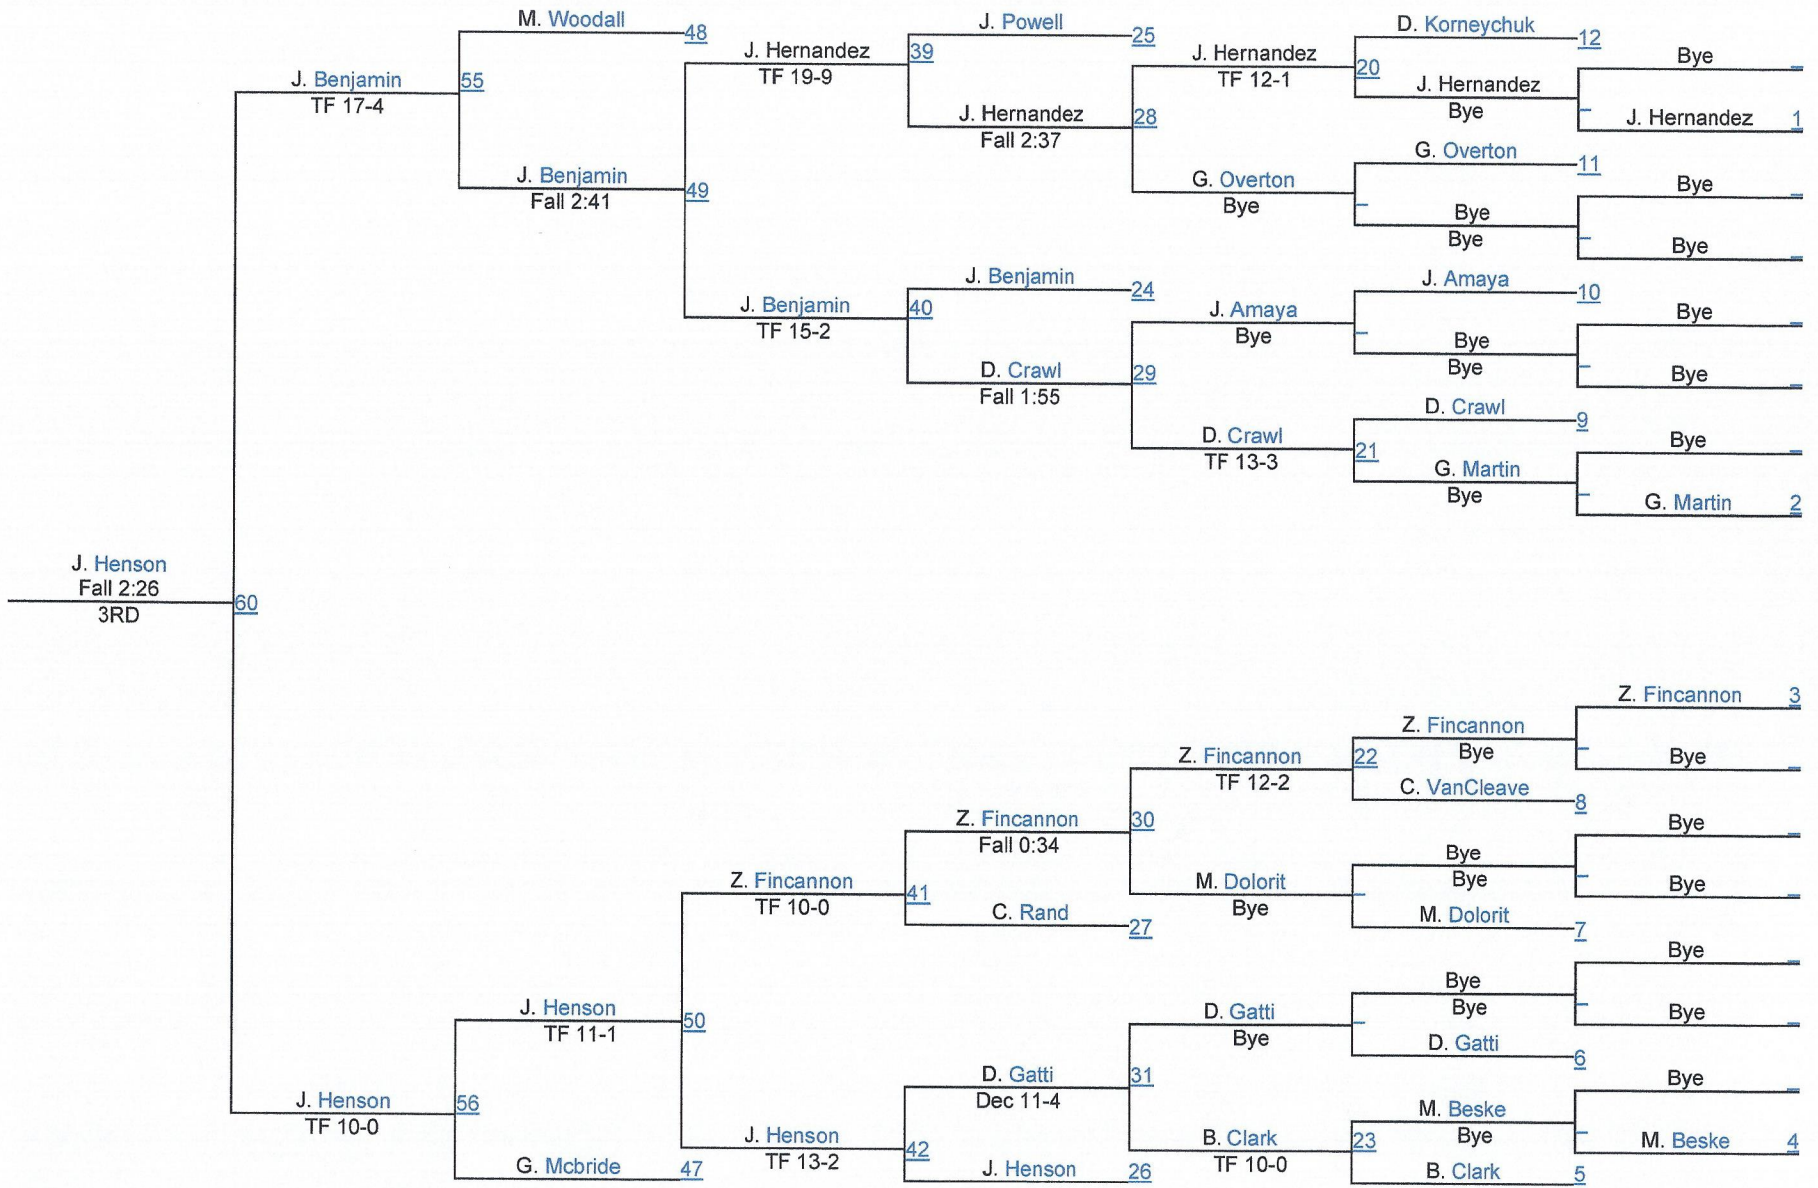 M. Woodall
48
J. Benjamin
TF 17-4
55
J. Benjamin
Fall 2:41
49
J. Hernandez
TF 19-9
39
J. Powell
25
J. Hernandez
Fall 2:37
28
J. Hernandez
TF 12-1
20
D. Korneychuk
12
J. Hernandez
Bye
Bye
J. Hernandez 1
G. Overton
Bye
G. Overton
11
Bye
Bye
Bye
Bye
J. Benjamin
TF 15-2
40
J. Benjamin
24
D. Crawl
Fall 1:55
29
J. Amaya
Bye
J. Amaya
10
Bye
Bye
Bye
Bye
D. Crawl
TF 13-3
21
D. Crawl
9
G. Martin
Bye
Bye
G. Martin 2
J. Henson
Fall 2:26
3RD
60
Z. Fincannon 3
Bye
Z. Fincannon
Bye
22
C. VanCleave
8
Z. Fincannon
TF 12-2
30
Z. Fincannon
Fall 0:34
Z. Fincannon
TF 10-0
41
C. Rand
27
M. Dolorit
Bye
Bye
Bye
M. Dolorit
7
Bye
Bye
J. Henson
TF 11-1
50
J. Henson
TF 10-0
56
G. Mcbride
47
J. Henson
TF 13-2
42
D. Gatti
Dec 11-4
31
J. Henson
26
D. Gatti
Bye
Bye
Bye
D. Gatti
6
Bye
Bye
B. Clark
TF 10-0
23
M. Beske
Bye
B. Clark
5
Bye
M. Beske 4